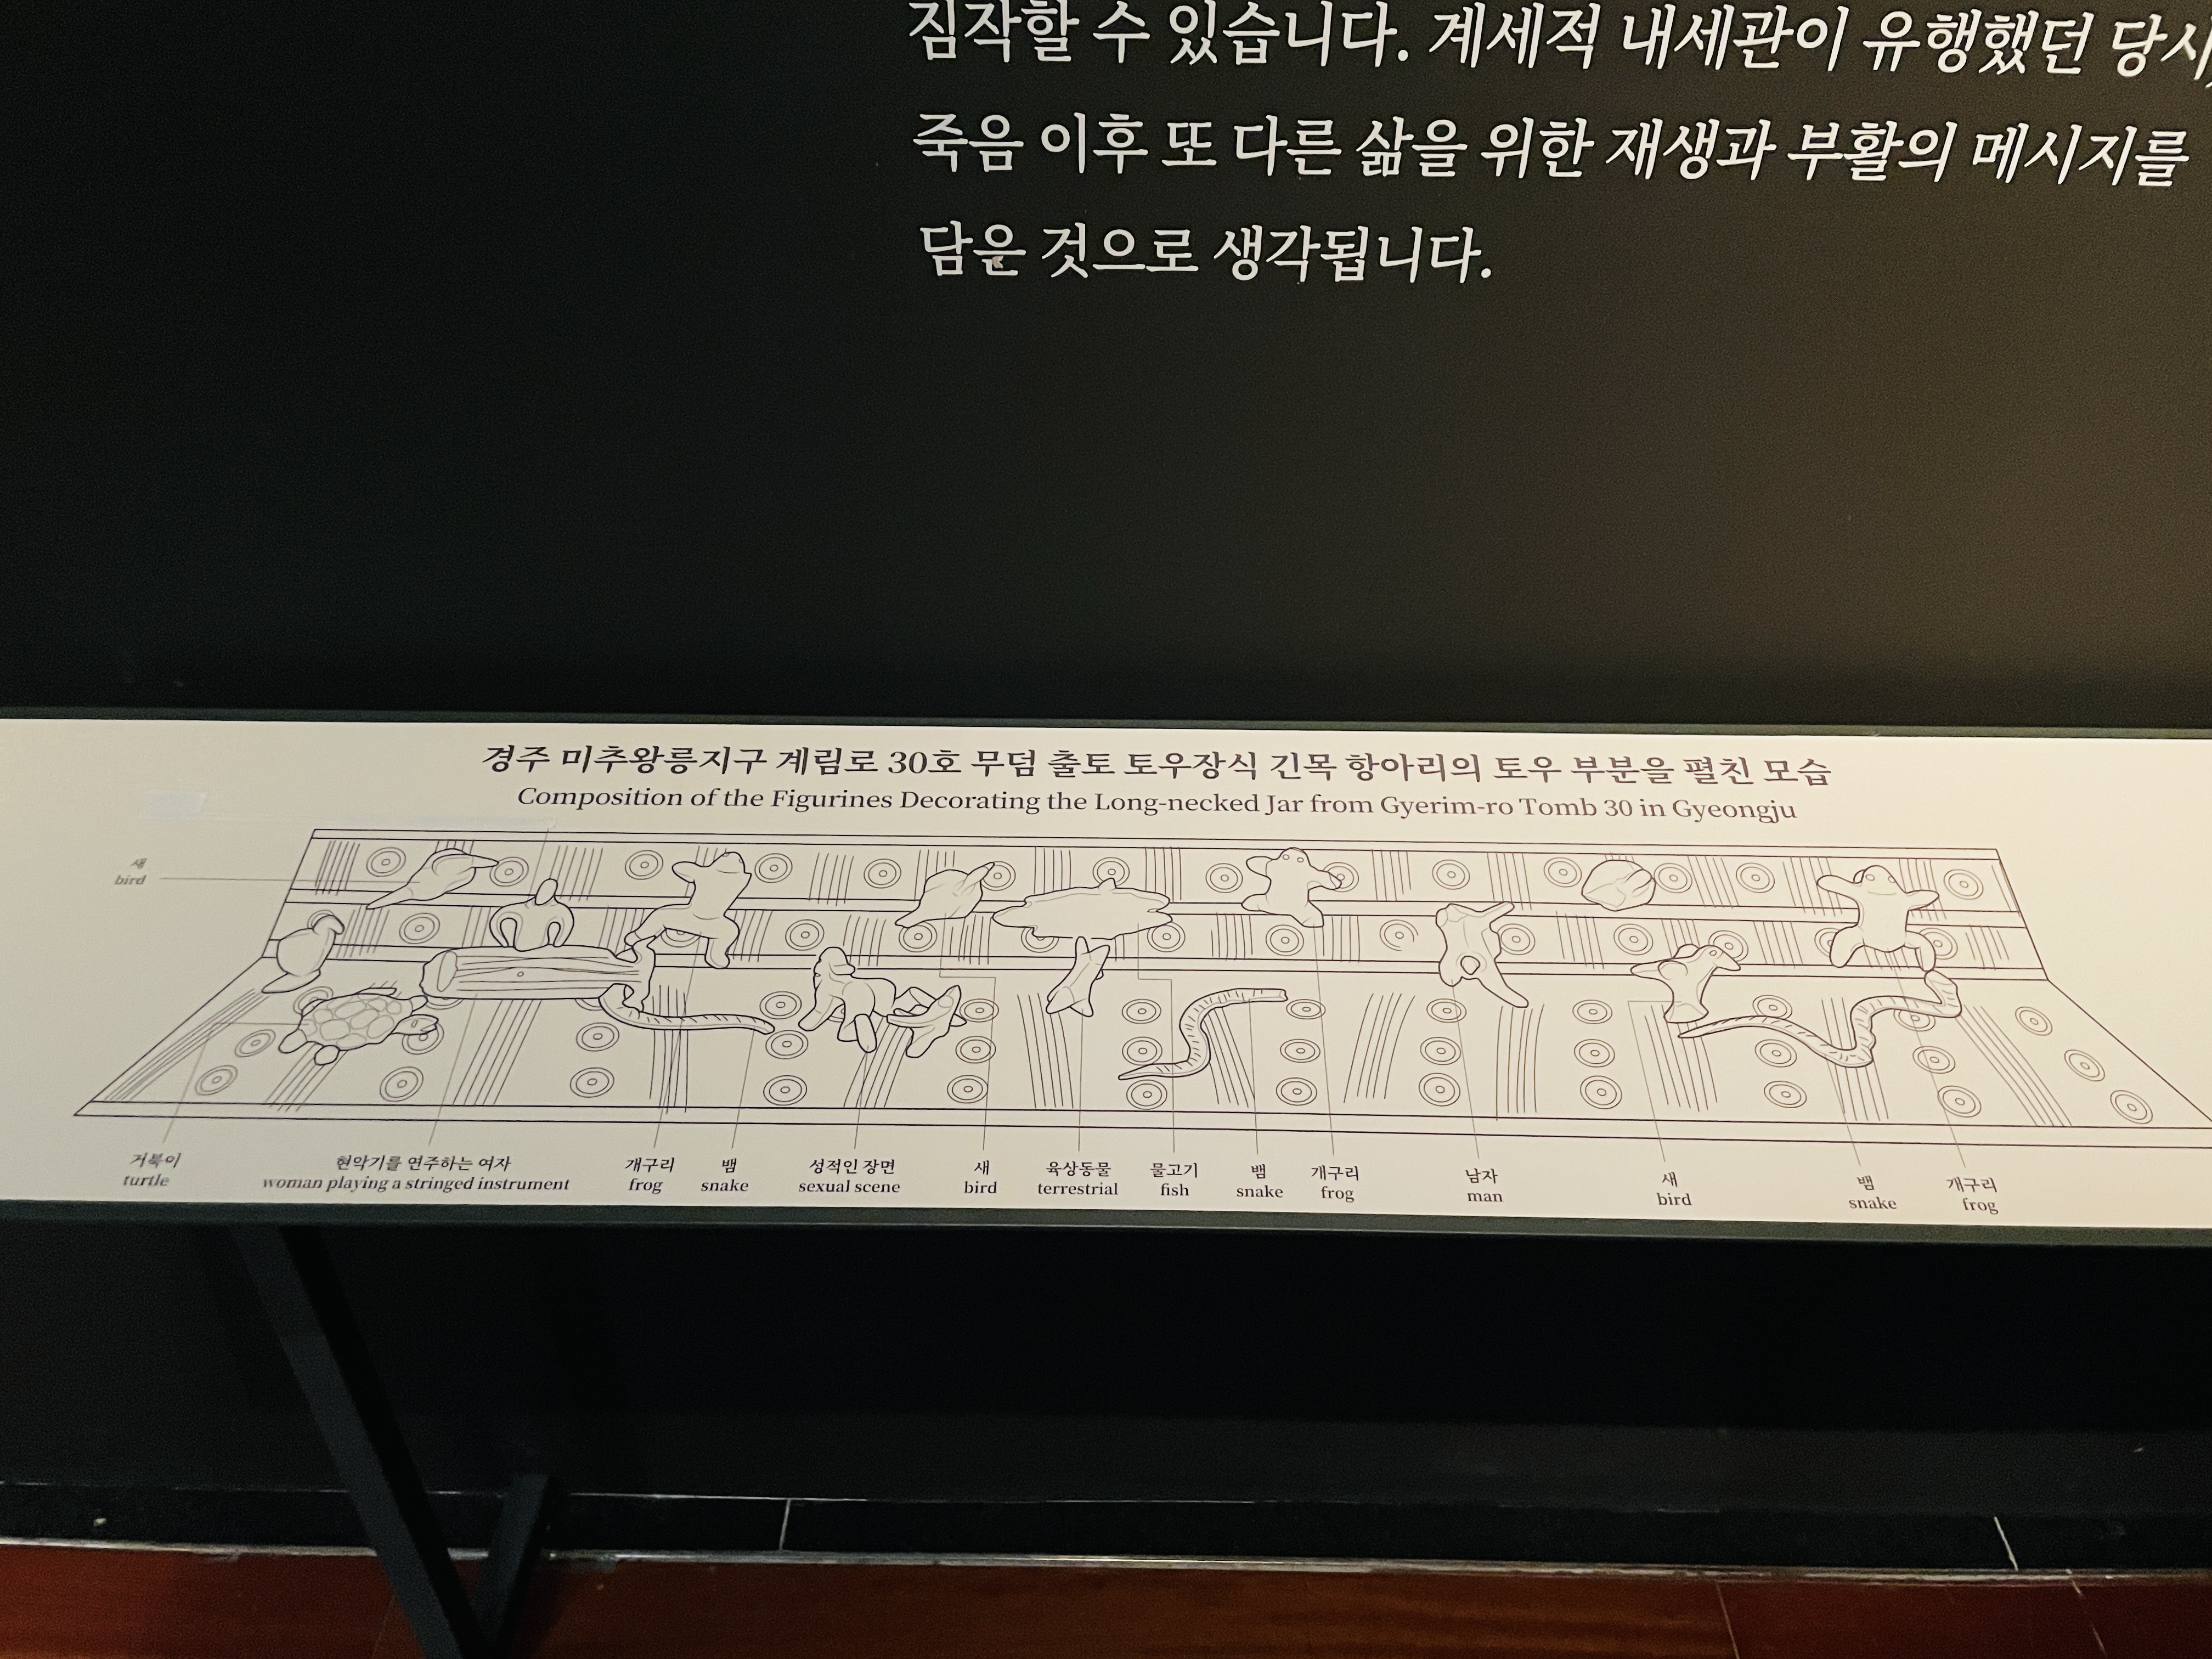 짐작할 수 있습니다. 계세적 내세관이 유행했던 당시,
죽음 이후 또 다른 삶을 위한 재생과 부활의 메시지를
담은 것으로 생각됩니다.
경주 미추왕릉지구 계림로 30호 무덤 출토 토우장식 긴목 항아리의 토우 부분을 펼친 모습
Composition of the Figurines Decorating the Long-necked Jar from Gyerim-ro Tomb 30 in Gyeongju
새
bird
거북이
turtle
현악기를 연주하는 여자
woman playing a stringed instrument
개구리
frog
뱀
snake
성적인 장면
sexual scene
새
bird
육상동물
terrestrial
물고기
fish
뱀
snake
개구리
frog
남자
man
새
bird
뱀
snake
개구리
frog